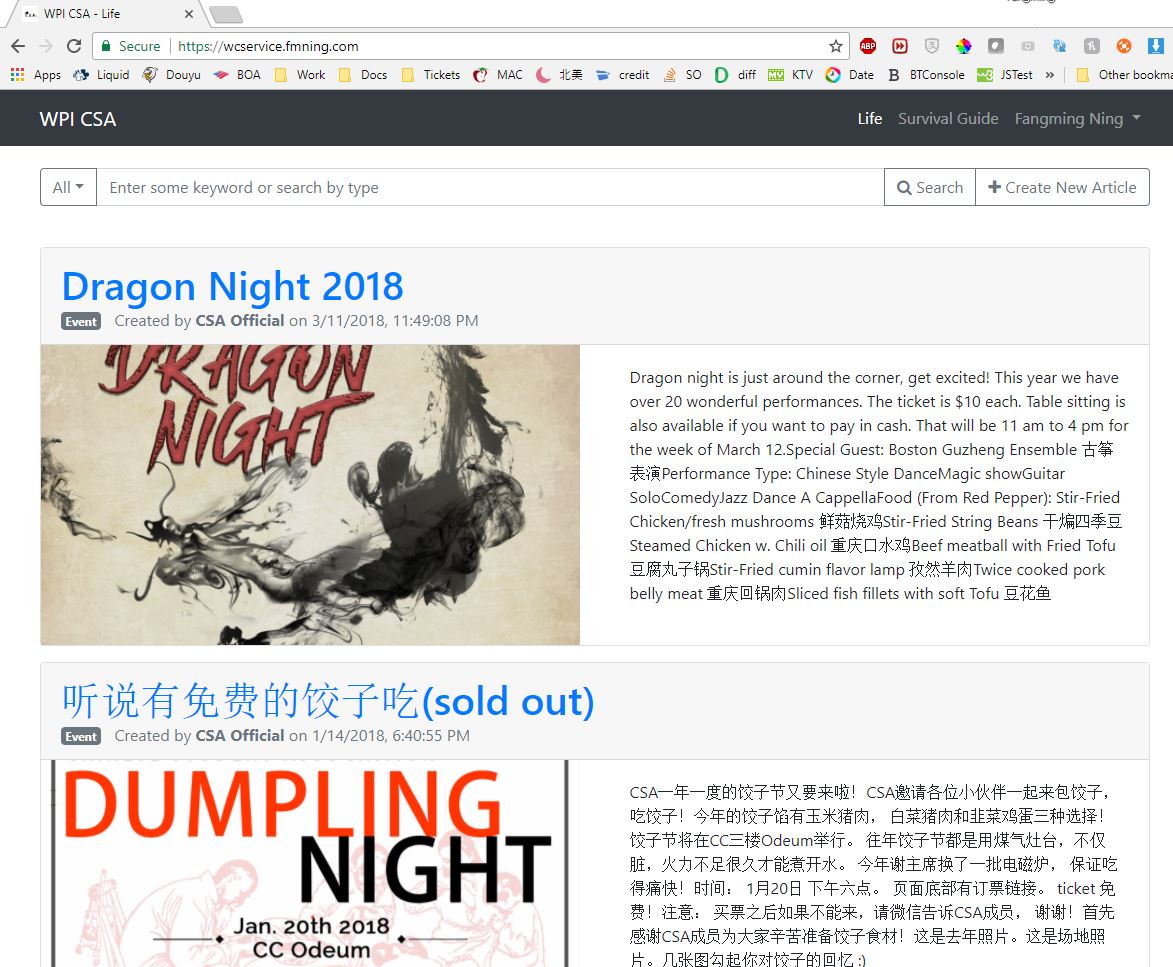 WPI CSA - Life
Secure
https://wcservice.fmning.com
ABP
Apps
Liquid
Douyu
BOA
Work
Docs
Tickets
MAC
北美
credit
SO
diff
KTV
Date
BTConsole
JSTest
»
Other bookma
WPI CSA
Life
Survival Guide
Fangming Ning
All
Enter some keyword or search by type
Search
Create New Article
Dragon Night 2018
Event Created by CSA Official on 3/11/2018, 11:49:08 PM
DRAGON
NIGHT
Dragon night is just around the corner, get excited! This year we have
over 20 wonderful performances. The ticket is $10 each. Table sitting is
also available if you want to pay in cash. That will be 11 am to 4 pm for
the week of March 12.Special Guest: Boston Guzheng Ensemble 古筝
表演Performance Type: Chinese Style DanceMagic showGuitar
SoloComedyJazz Dance A CappellaFood (From Red Pepper): Stir-Fried
Chicken/fresh mushrooms 鲜菇烧鸡Stir-Fried String Beans 干煸四季豆
Steamed Chicken w. Chili oil 重庆口水鸡Beef meatball with Fried Tofu
豆腐丸子锅Stir-Fried cumin flavor lamp 孜然羊肉Twice cooked pork
belly meat 重庆回锅肉Sliced fish fillets with soft Tofu 豆花鱼
听说有免费的饺子吃(sold out)
Event Created by CSA Official on 1/14/2018, 6:40:55 PM
DUMPLING
NIGHT
Jan. 20th 2018
CC Odeum
CSA一年一度的饺子节又要来啦！CSA邀请各位小伙伴一起来包饺子，
吃饺子！今年的饺子馅有玉米猪肉， 白菜猪肉和韭菜鸡蛋三种选择！
饺子节将在CC三楼Odeum举行。 往年饺子节都是用煤气灶台，不仅
脏，火力不足很久才能煮开水。 今年谢主席换了一批电磁炉， 保证吃
得痛快！时间： 1月20日 下午六点。 页面底部有订票链接。 ticket 免
费！注意： 买票之后如果不能来，请微信告诉CSA成员， 谢谢！首先
感谢CSA成员为大家辛苦准备饺子食材！这是去年照片。这是场地照
片。几张图勾起你对饺子的回忆 :)